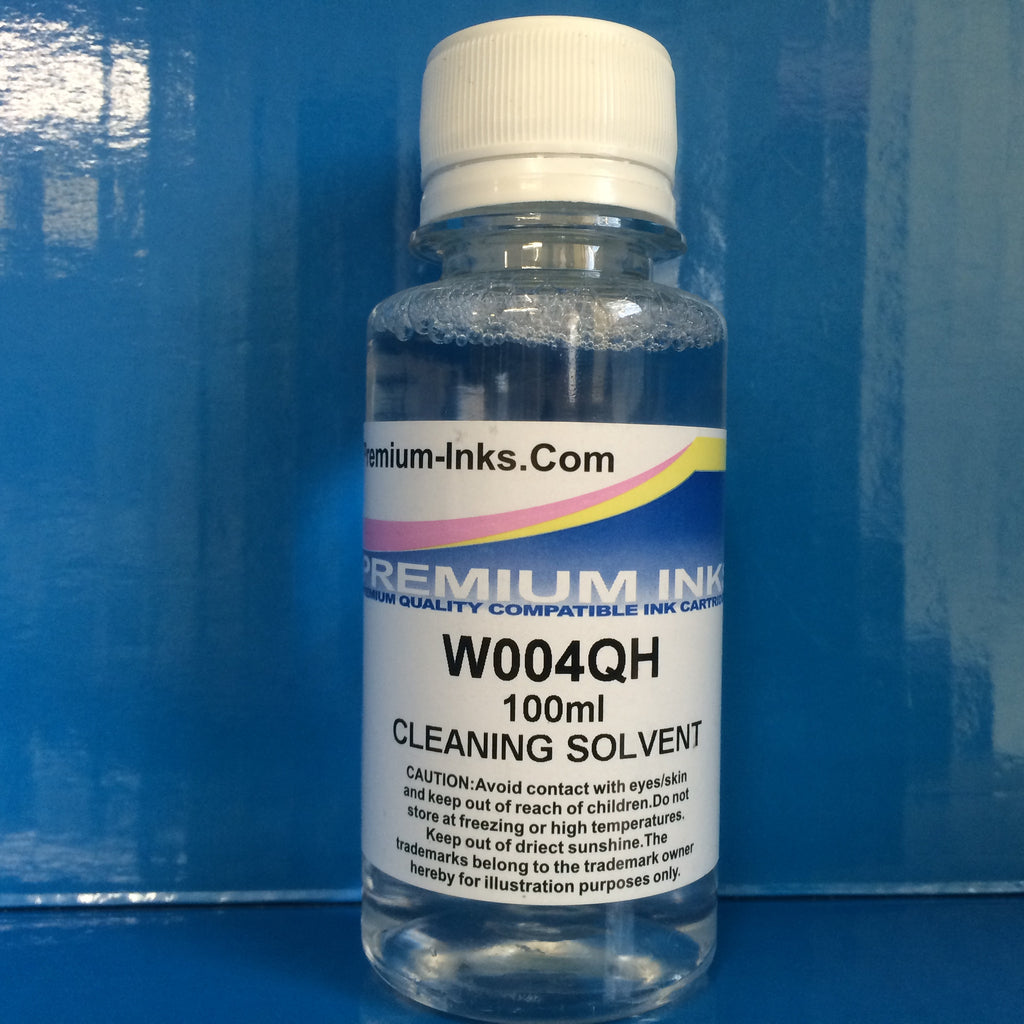 Premium-Inks.Com
PREMIUM INK
PREMIUM QUALITY COMPATIBLE INK
W004QH
100ml
CLEANING SOLVENT
CAUTION:Avoid contact with eyes/skin
and keep out of reach of children.Do not
store at freezing or high temperatures.
Keep out of driect sunshine.The
trademarks belong to the trademark owner
hereby for illustration purposes only.